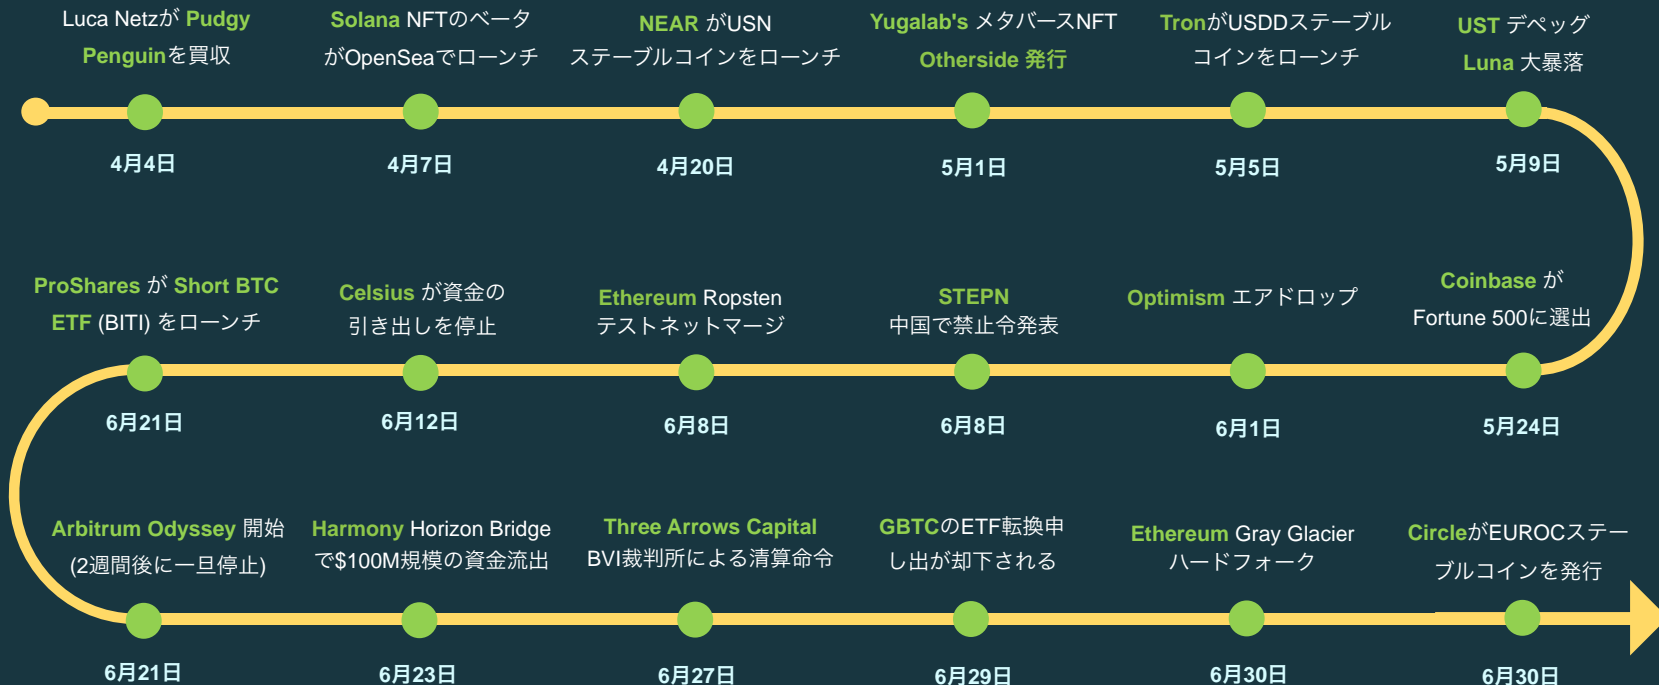 Luca Netzが Pudgy
Penguinを買収
4月4日
Solana NFTのベータ
がOpenSeaでローンチ
4月7日
NEAR がUSN
ステーブルコインをローンチ
4月20日
Yugalab's メタバースNFT
Otherside 発行
5月1日
TronがUSDDステーブル
コインをローンチ
5月5日
UST デペッグ
Luna 大暴落
5月9日
Coinbase が
Fortune 500に選出
5月24日
Optimism エアドロップ
6月1日
STEPN
中国で禁止令発表
6月8日
Ethereum Ropsten
テストネットマージ
6月8日
Celsius が資金の
引き出しを停止
6月12日
ProShares が Short BTC
ETF (BITI) をローンチ
6月21日
Arbitrum Odyssey 開始
(2週間後に一旦停止)
6月21日
Harmony Horizon Bridge
で$100M規模の資金流出
6月23日
Three Arrows Capital
BVI裁判所による清算命令
6月27日
GBTCのETF転換申
し出が却下される
6月29日
Ethereum Gray Glacier
ハードフォーク
6月30日
CircleがEUROCステー
ブルコインを発行
6月30日